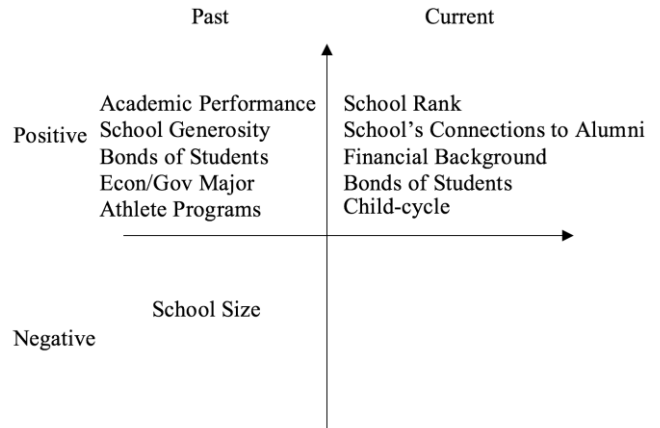 Past
Current
Positive
Academic Performance
School Generosity
Bonds of Students
Econ/Gov Major
Athlete Programs
School Rank
School's Connections to Alumni
Financial Background
Bonds of Students
Child-cycle
Negative
School Size